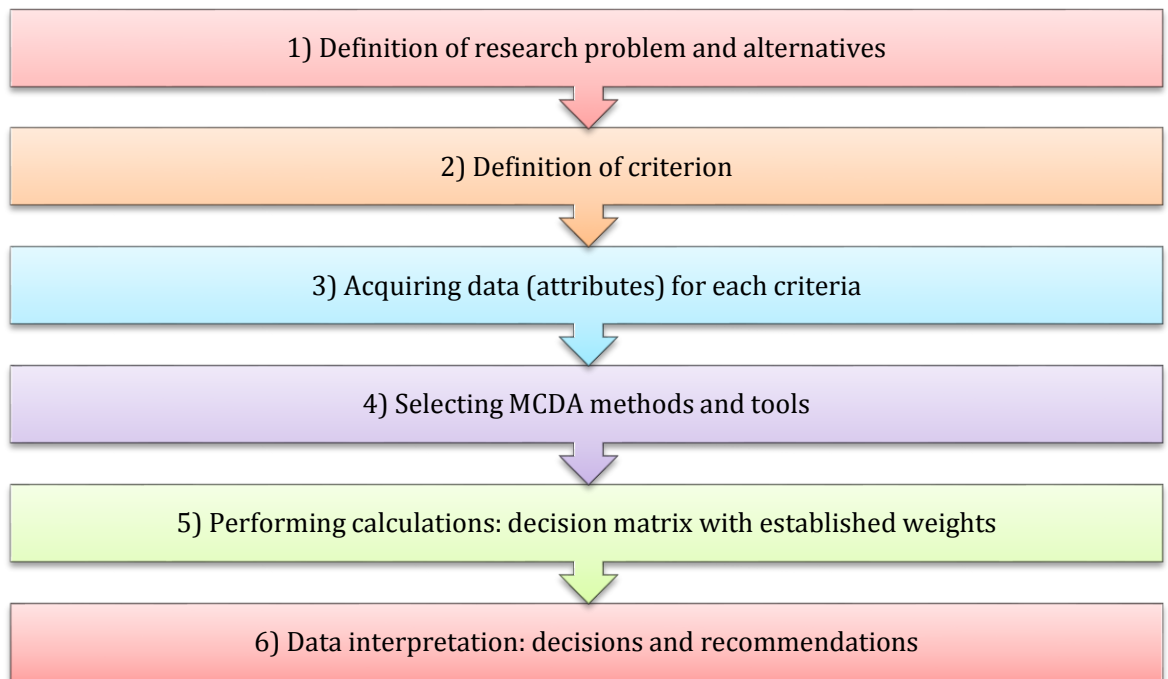 1) Definition of research problem and alternatives
2) Definition of criterion
3) Acquiring data (attributes) for each criteria
4) Selecting MCDA methods and tools
5) Performing calculations: decision matrix with established weights
6) Data interpretation: decisions and recommendations